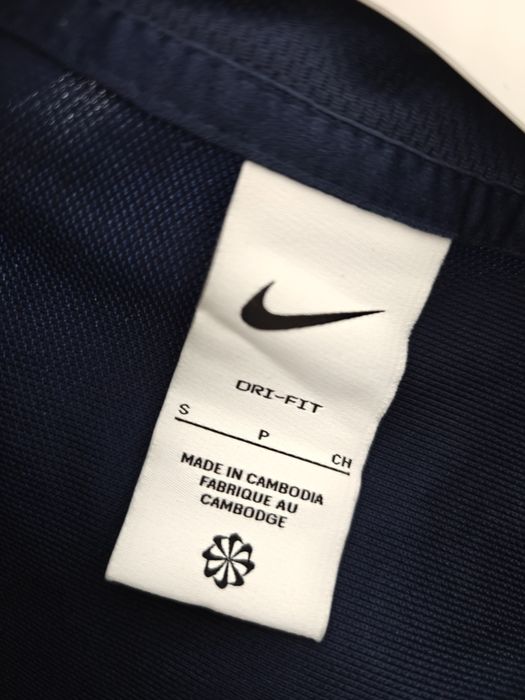 DRI-FIT
S P CH
MADE IN CAMBODIA
FABRIQUE AU
CAMBODGE